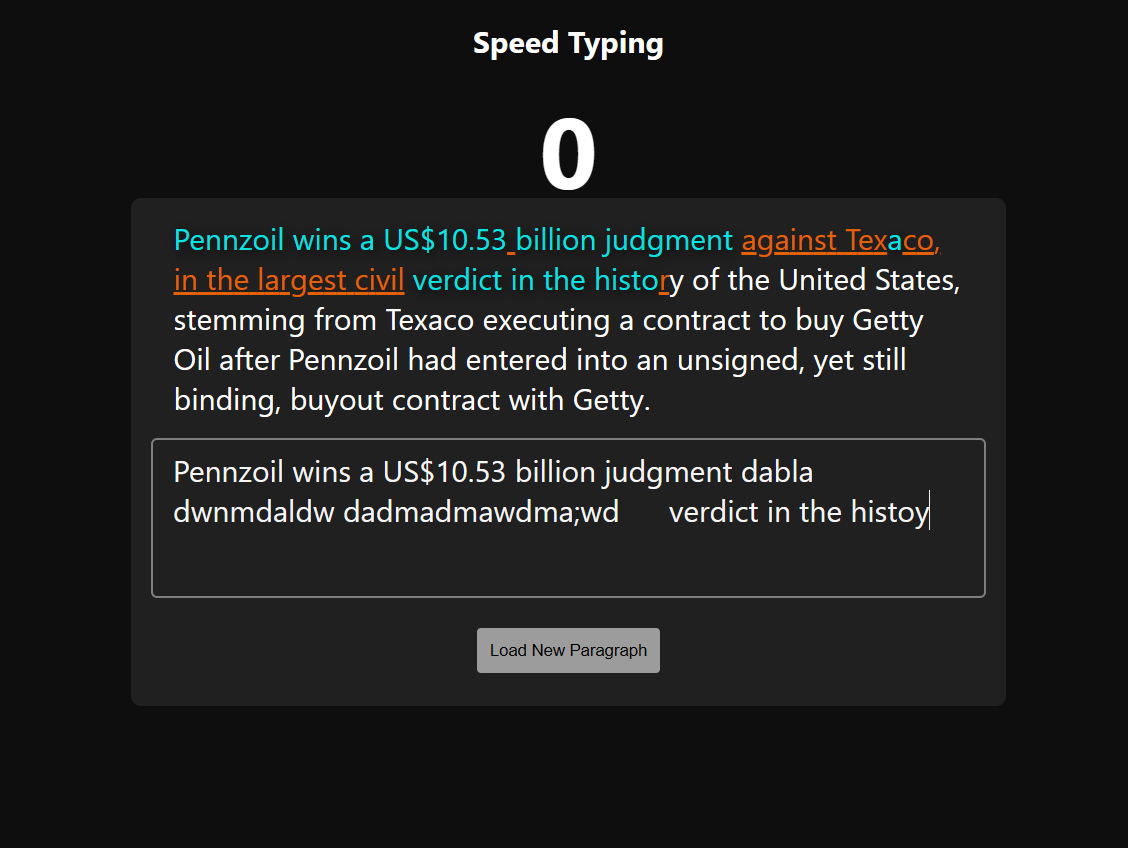 Speed Typing
0
Pennzoil wins a US$10.53 billion judgment against Texaco,
in the largest civil verdict in the history of the United States,
stemming from Texaco executing a contract to buy Getty
Oil after Pennzoil had entered into an unsigned, yet still
binding, buyout contract with Getty.
Pennzoil wins a US$10.53 billion judgment dabla
dwnmdaldw dadmadmawdma;wd      verdict in the histoy
Load New Paragraph